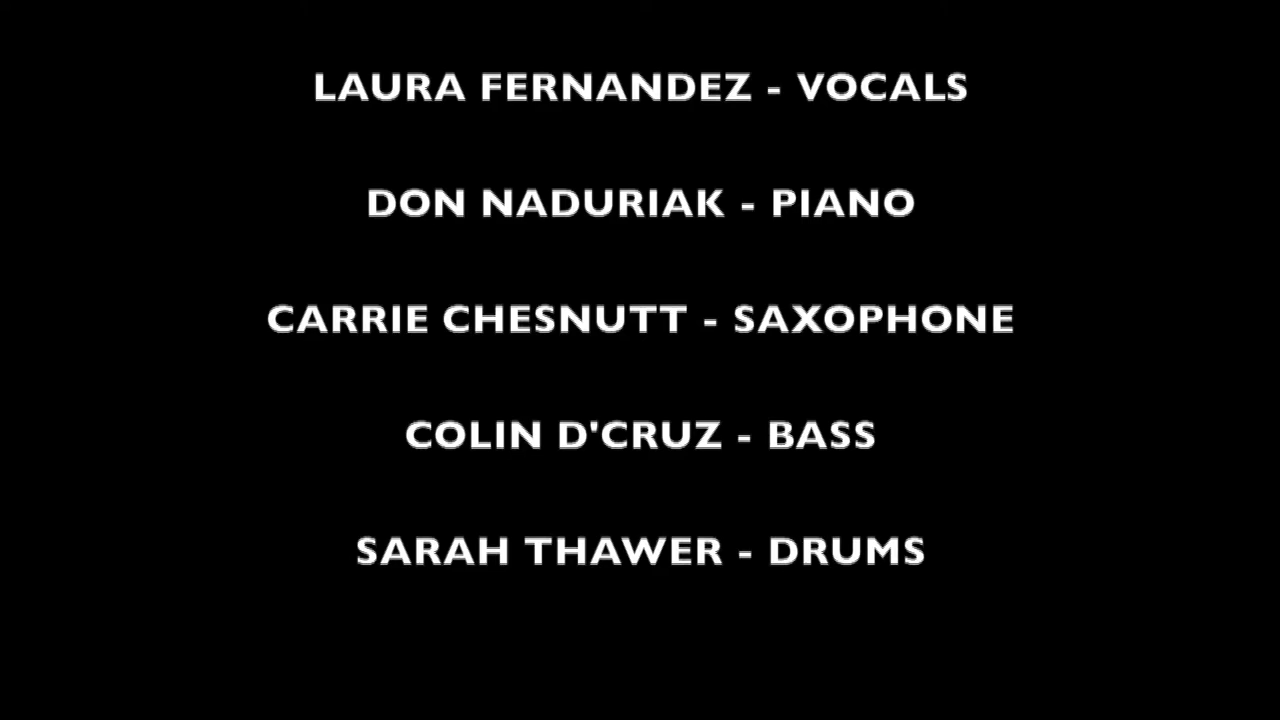 LAURA FERNANDEZ - VOCALS
DON NADURIAK - PIANO
CARRIE CHESNUTT - SAXOPHONE
COLIN D'CRUZ - BASS
SARAH THAWER - DRUMS